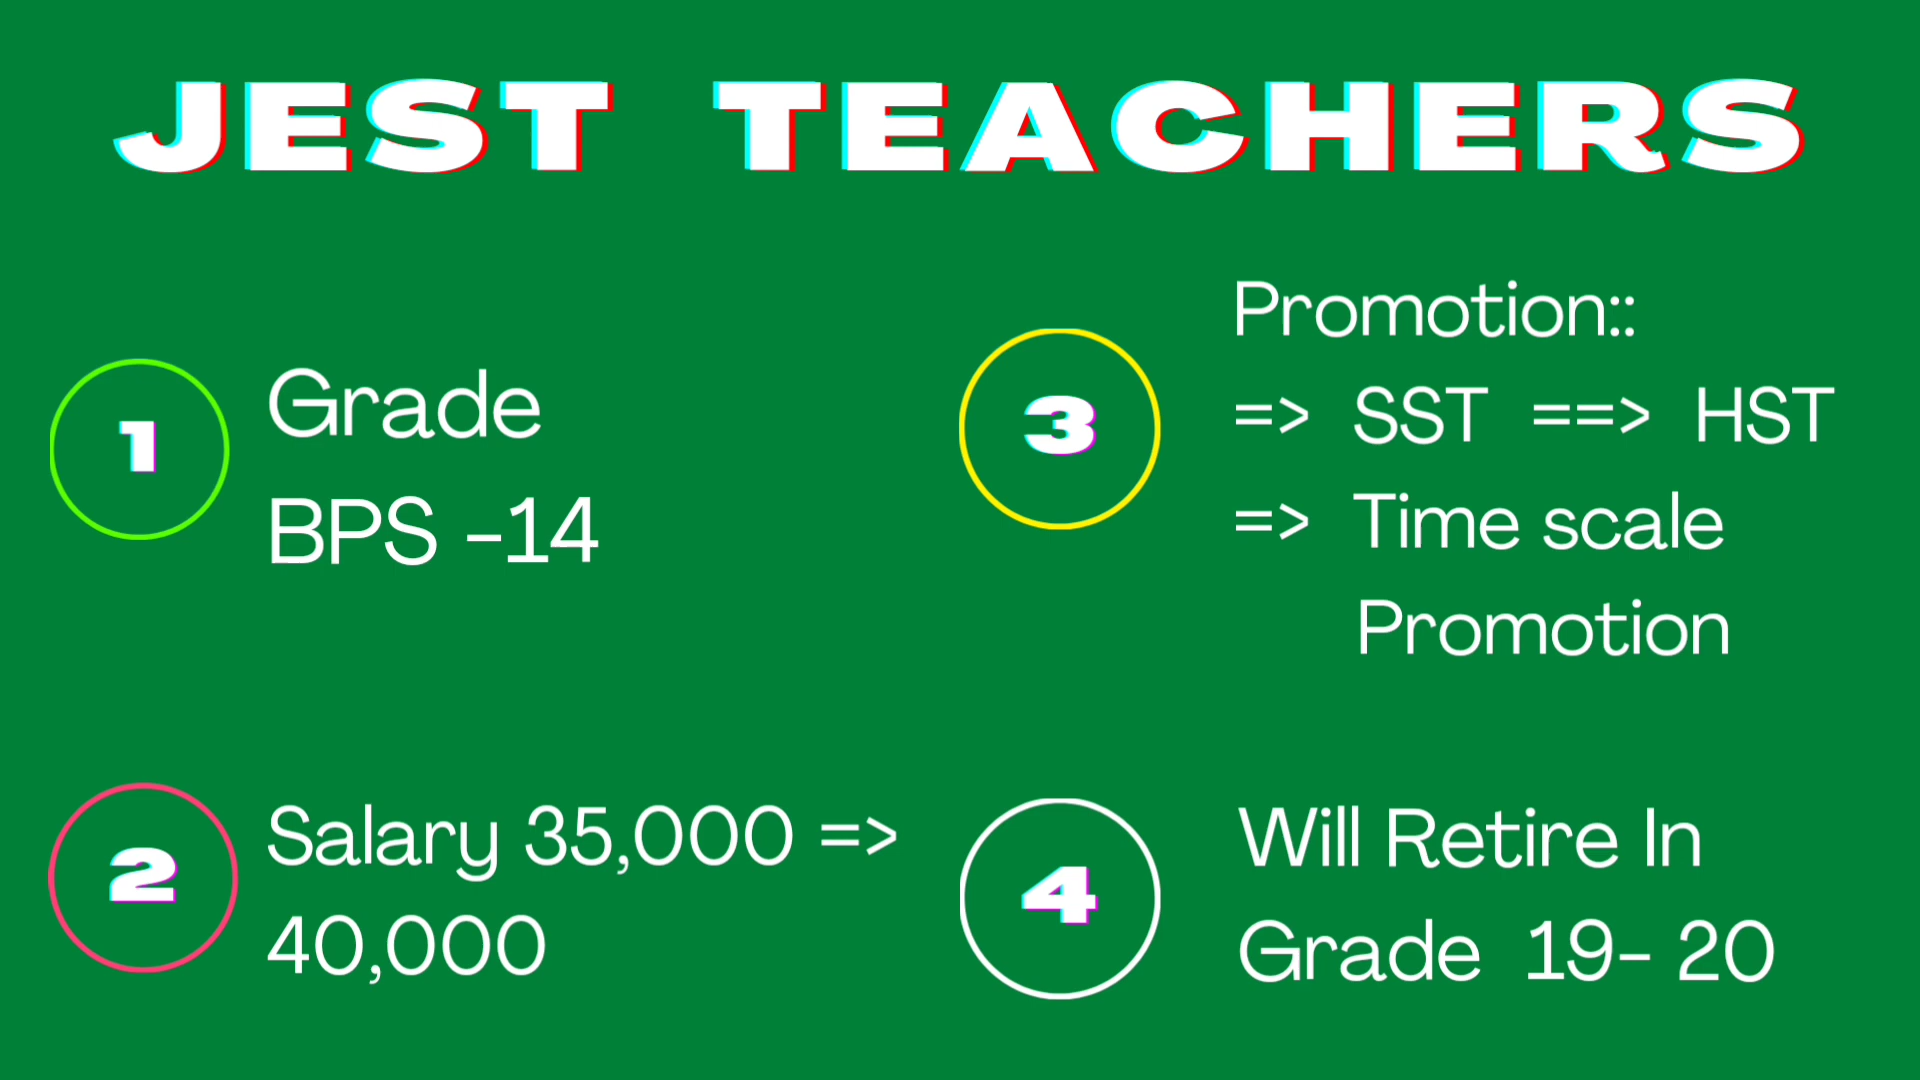 JEST TEACHERS
1
Grade
BPS -14
2
Salary 35,000 =>
40,000
3
Promotion::
=> SST ==> HST
=> Time scale
Promotion
4
Will Retire In
Grade 19- 20